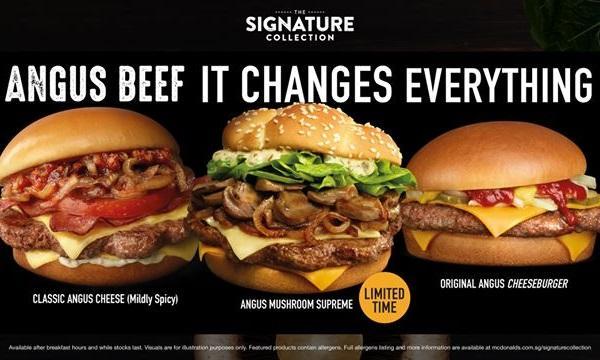 THE
SIGNATURE
COLLECTION
ANGUS BEEF IT CHANGES EVERYTHING
CLASSIC ANGUS CHEESE (Mildly Spicy)
ANGUS MUSHROOM SUPREME
LIMITED
TIME
ORIGINAL ANGUS CHEESEBURGER
Available after breakfast hours and while stocks last. Visuals are for illustration purposes only. Featured products contain allergens. Full allergens listing and more information are available at mcdonalds.com.sg/signaturecollection